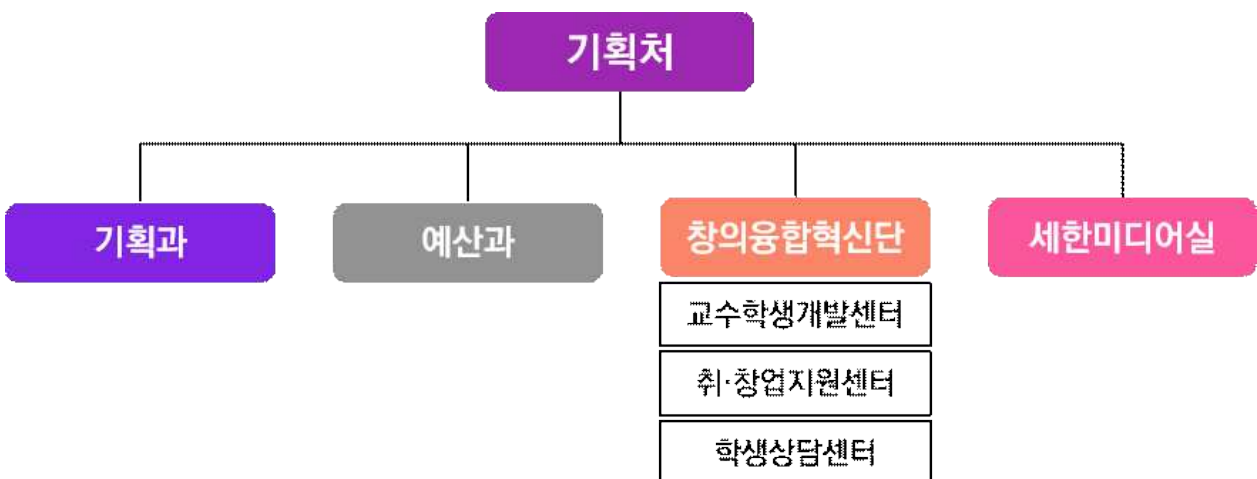 기획처
기획과
예산과
창의융합혁신단
세한미디어실
교수학생개발센터
취·창업지원센터
학생상담센터